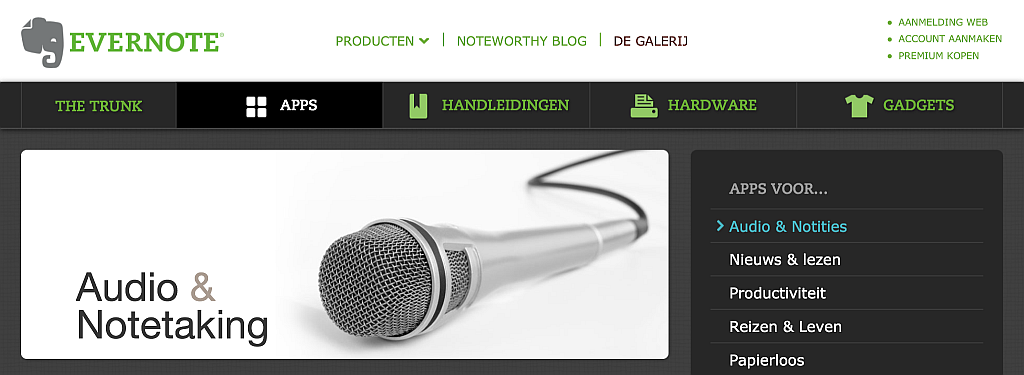 EVERNOTE®
PRODUCTEN
NOTEWORTHY BLOG
DE GALERIJ
AANMELDING WEB
ACCOUNT AANMAKEN
PREMIUM KOPEN
THE TRUNK
APPS
HANDLEIDINGEN
HARDWARE
GADGETS
Audio &
Notetaking
APPS VOOR...
Audio & Notities
Nieuws & lezen
Productiviteit
Reizen & Leven
Papierloos